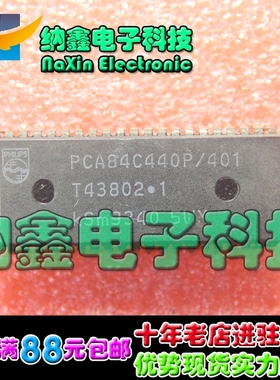 纳鑫电子科技
NaXin Electronic
PHILIPS
PCA84C440P/401
T43802•1
纳鑫电子科技
满88元包邮
十年老店进驻
优势现货实力